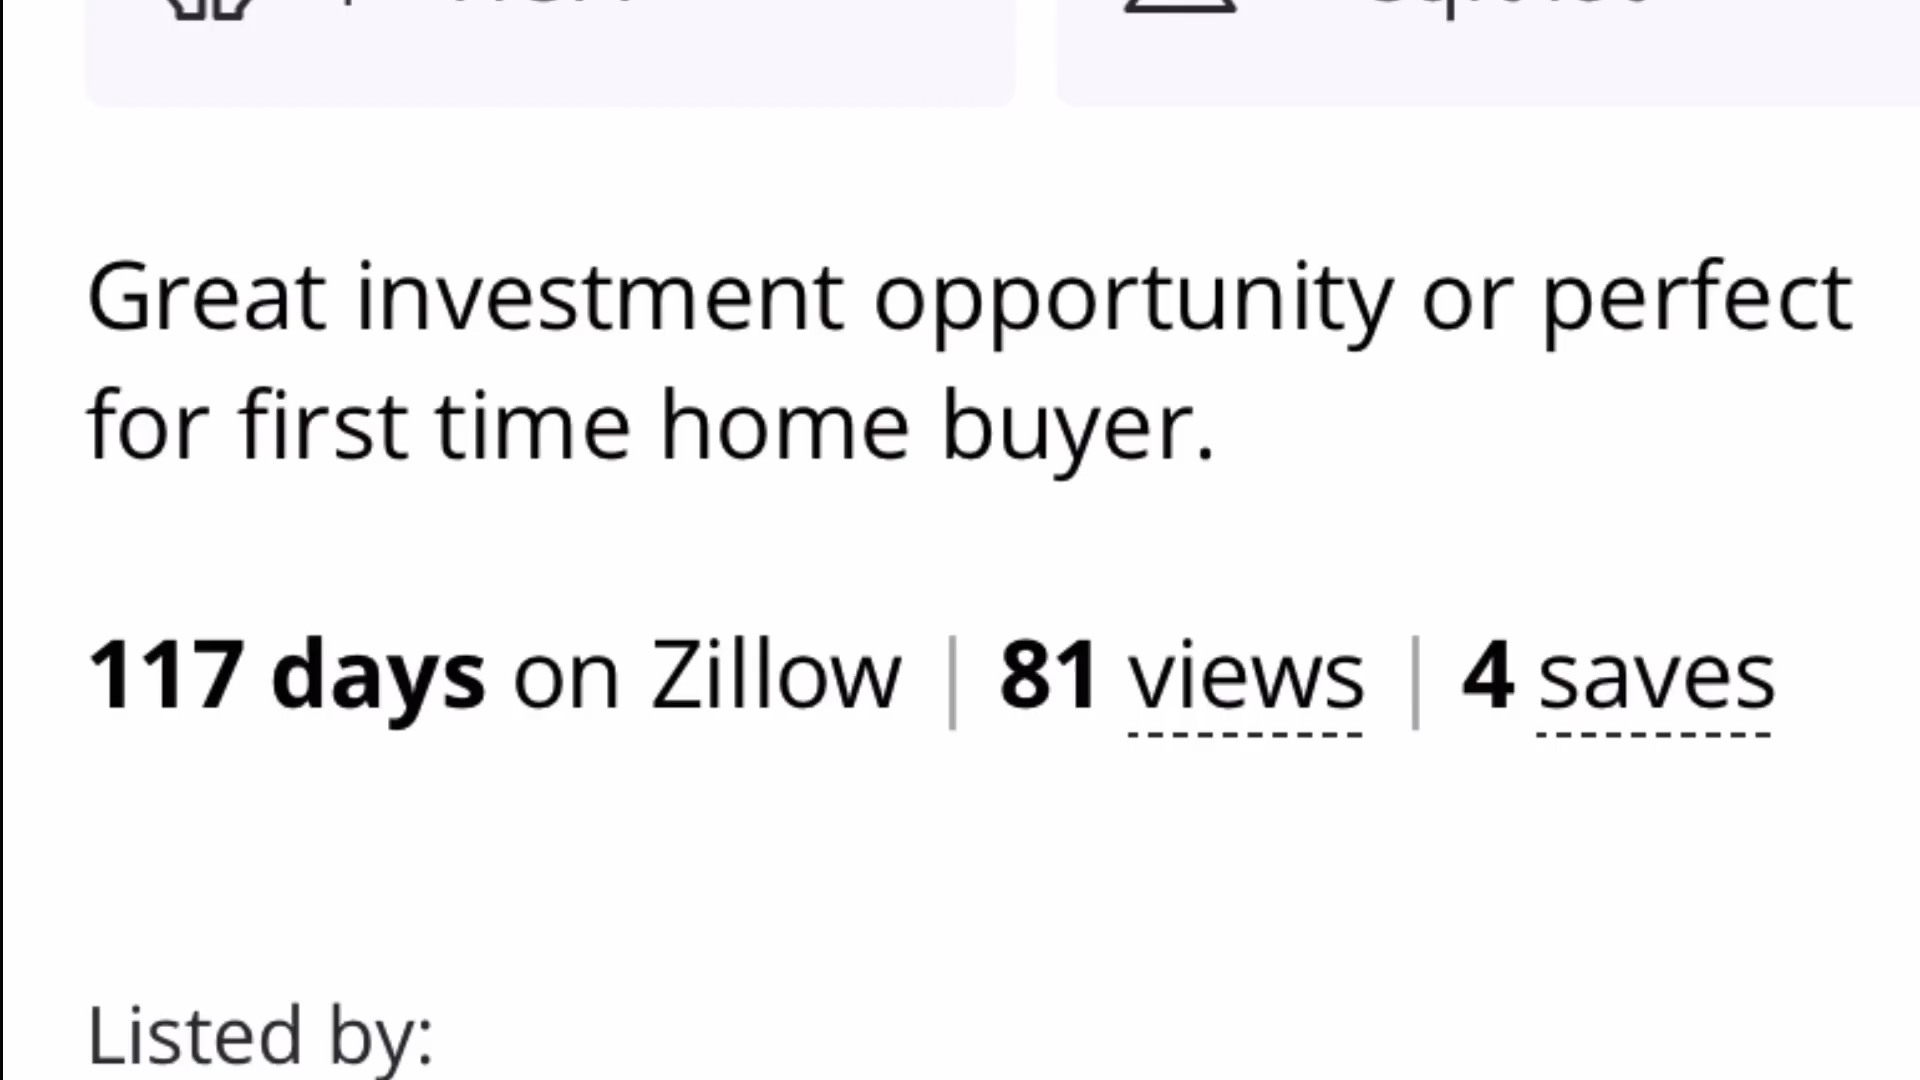 Great investment opportunity or perfect
for first time home buyer.
117 days on Zillow | 81 views | 4 saves
Listed by: